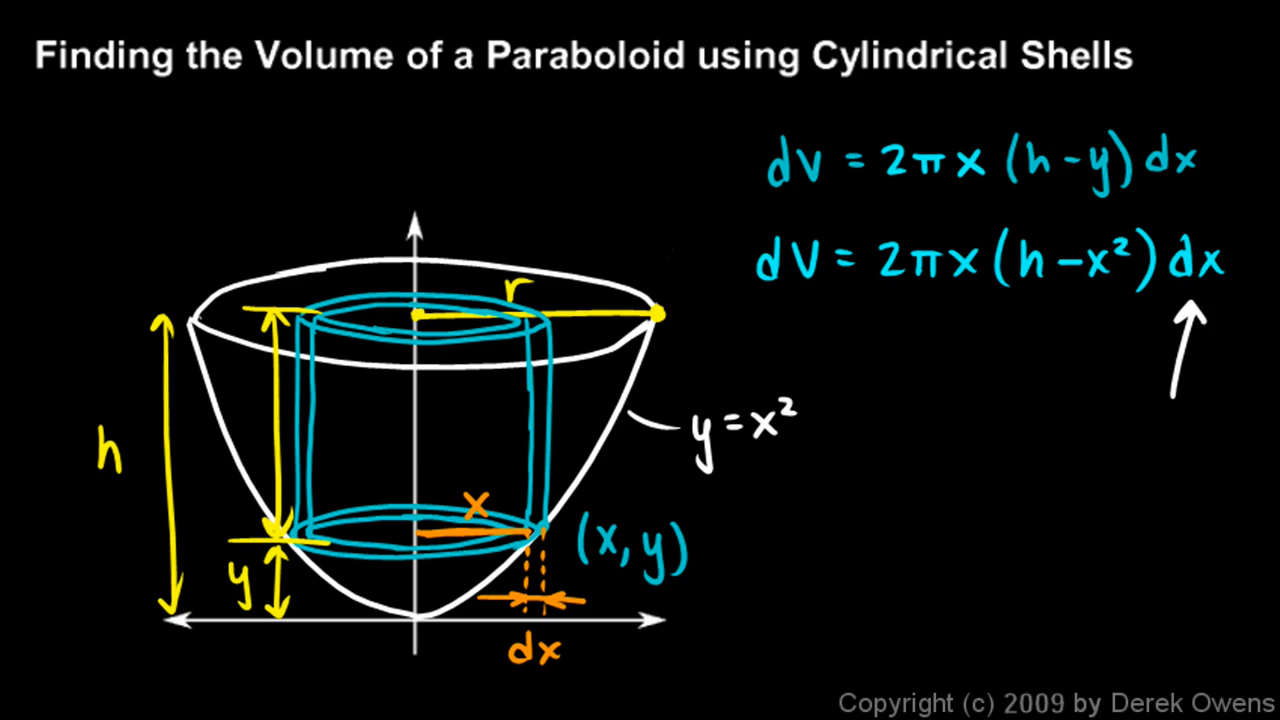 Finding the Volume of a Paraboloid using Cylindrical Shells
dV = 2πx (h-y) dx
dV = 2πx (h-x²) dx
r
h
y = x²
x
(x, y)
y
dx
Copyright (c) 2009 by Derek Owens